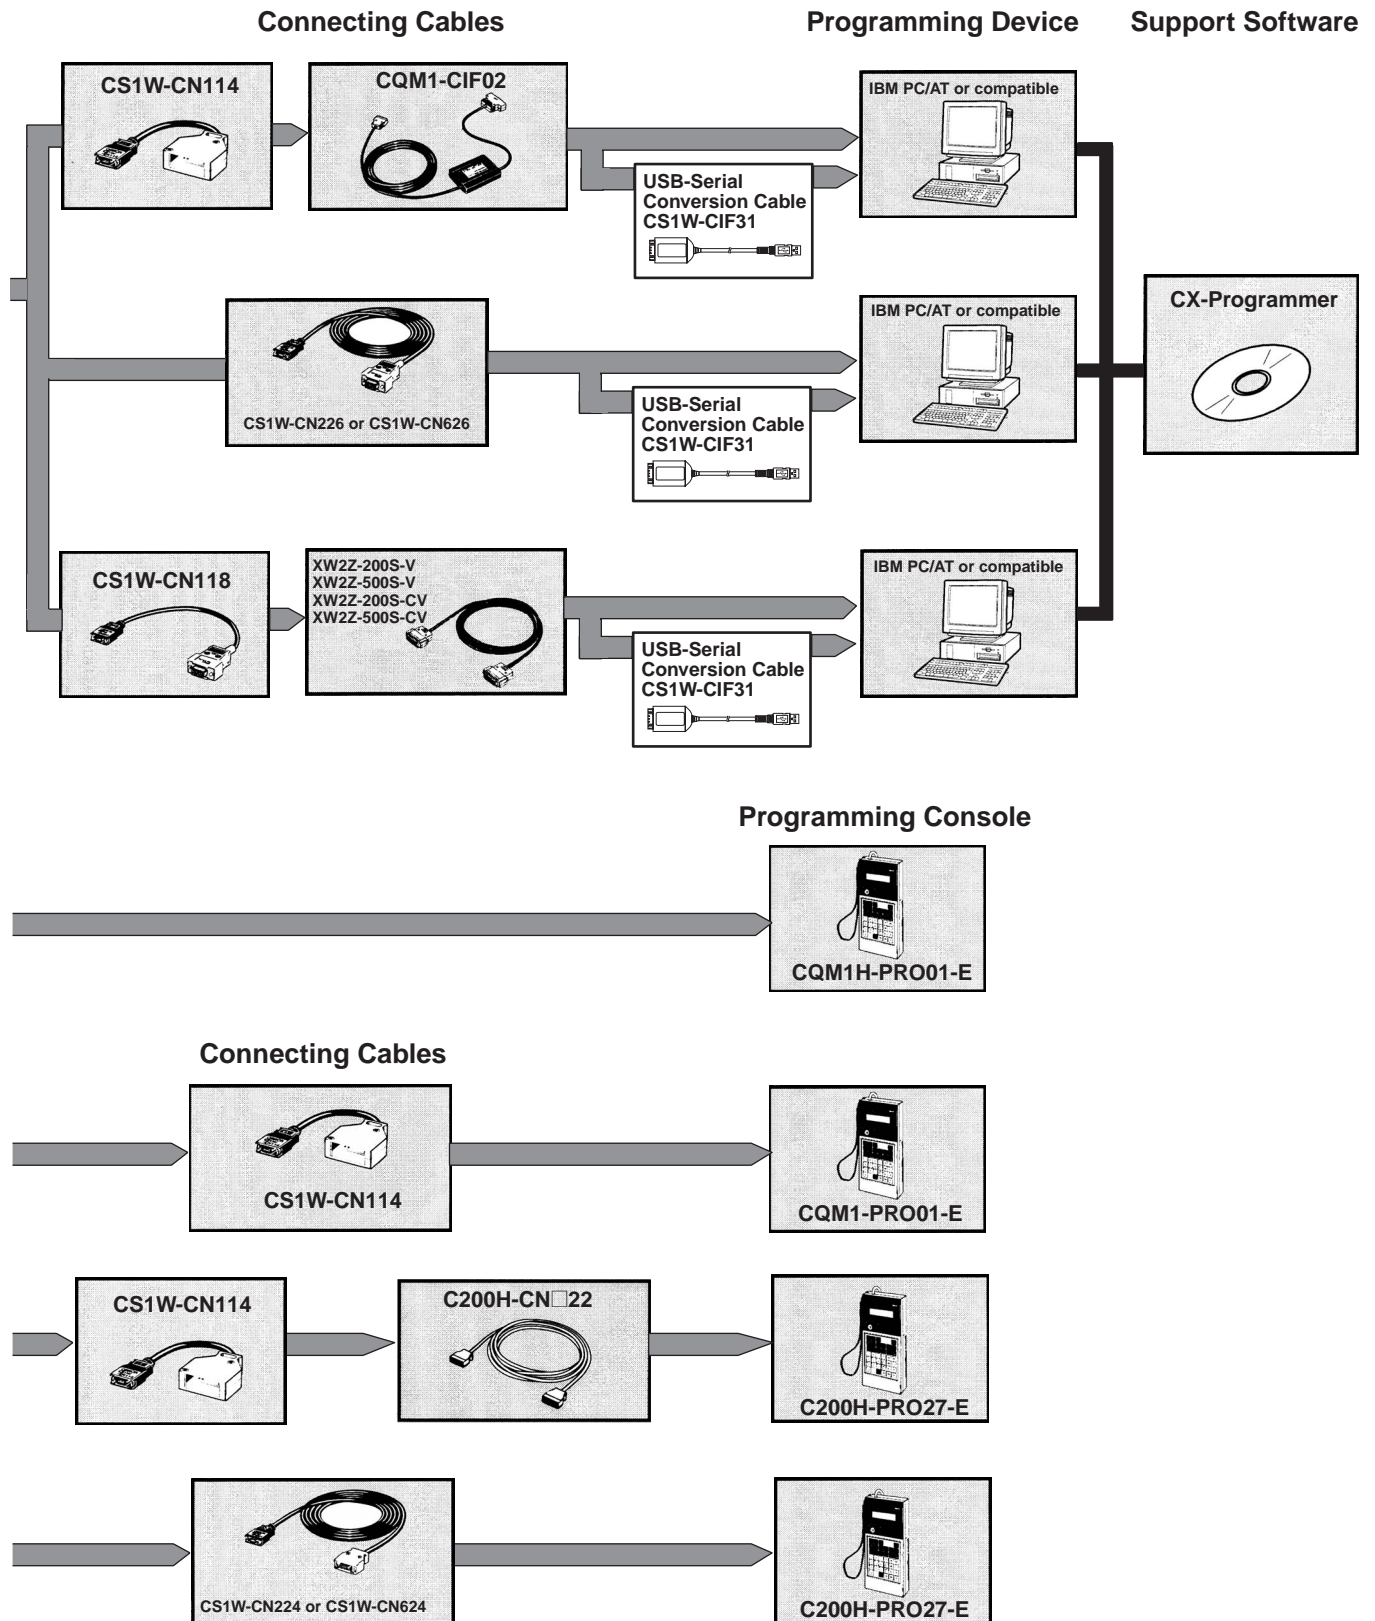 Connecting Cables
Programming Device
Support Software
CS1W-CN114
CQM1-CIF02
IBM PC/AT or compatible
USB-Serial
Conversion Cable
CS1W-CIF31
CS1W-CN226 or CS1W-CN626
IBM PC/AT or compatible
USB-Serial
Conversion Cable
CS1W-CIF31
CX-Programmer
CS1W-CN118
XW2Z-200S-V
XW2Z-500S-V
XW2Z-200S-CV
XW2Z-500S-CV
IBM PC/AT or compatible
USB-Serial
Conversion Cable
CS1W-CIF31
Programming Console
CQM1H-PRO01-E
Connecting Cables
CS1W-CN114
CQM1-PRO01-E
CS1W-CN114
C200H-CN□22
C200H-PRO27-E
CS1W-CN224 or CS1W-CN624
C200H-PRO27-E